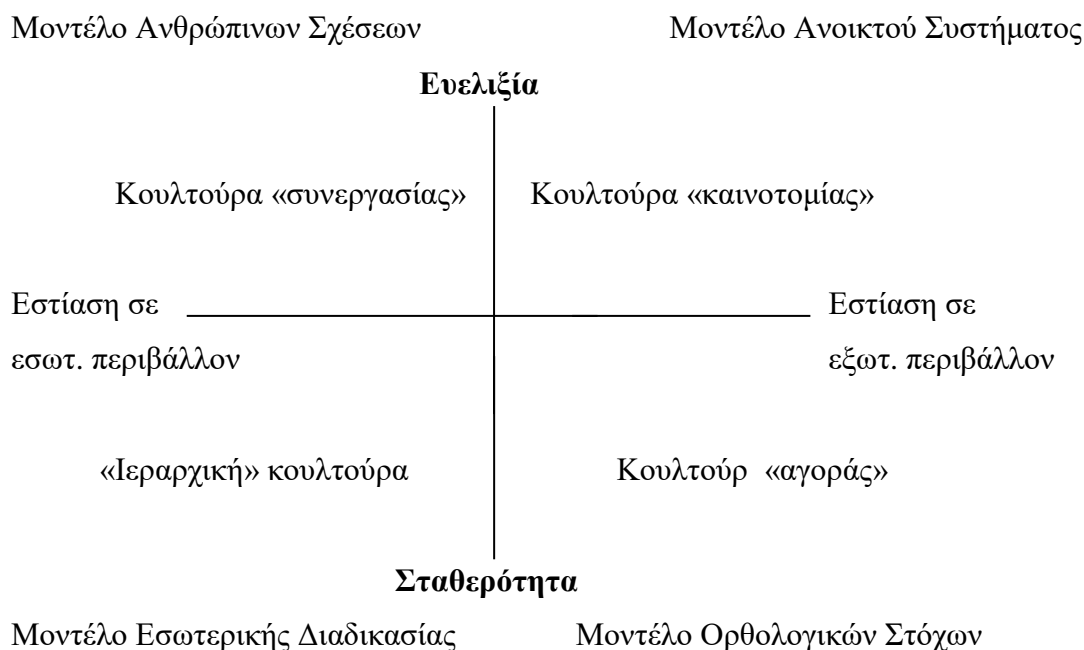 Μοντέλο Ανθρώπινων Σχέσεων Μοντέλο Ανοικτού Συστήματος
Ευελιξία
Κουλτούρα «συνεργασίας» Κουλτούρα «καινοτομίας»
Εστίαση σε Εστίαση σε
εσωτ. περιβάλλον εξωτ. περιβάλλον
«Ιεραρχική» κουλτούρα Κουλτούρ «αγοράς»
Σταθερότητα
Μοντέλο Εσωτερικής Διαδικασίας Μοντέλο Ορθολογικών Στόχων